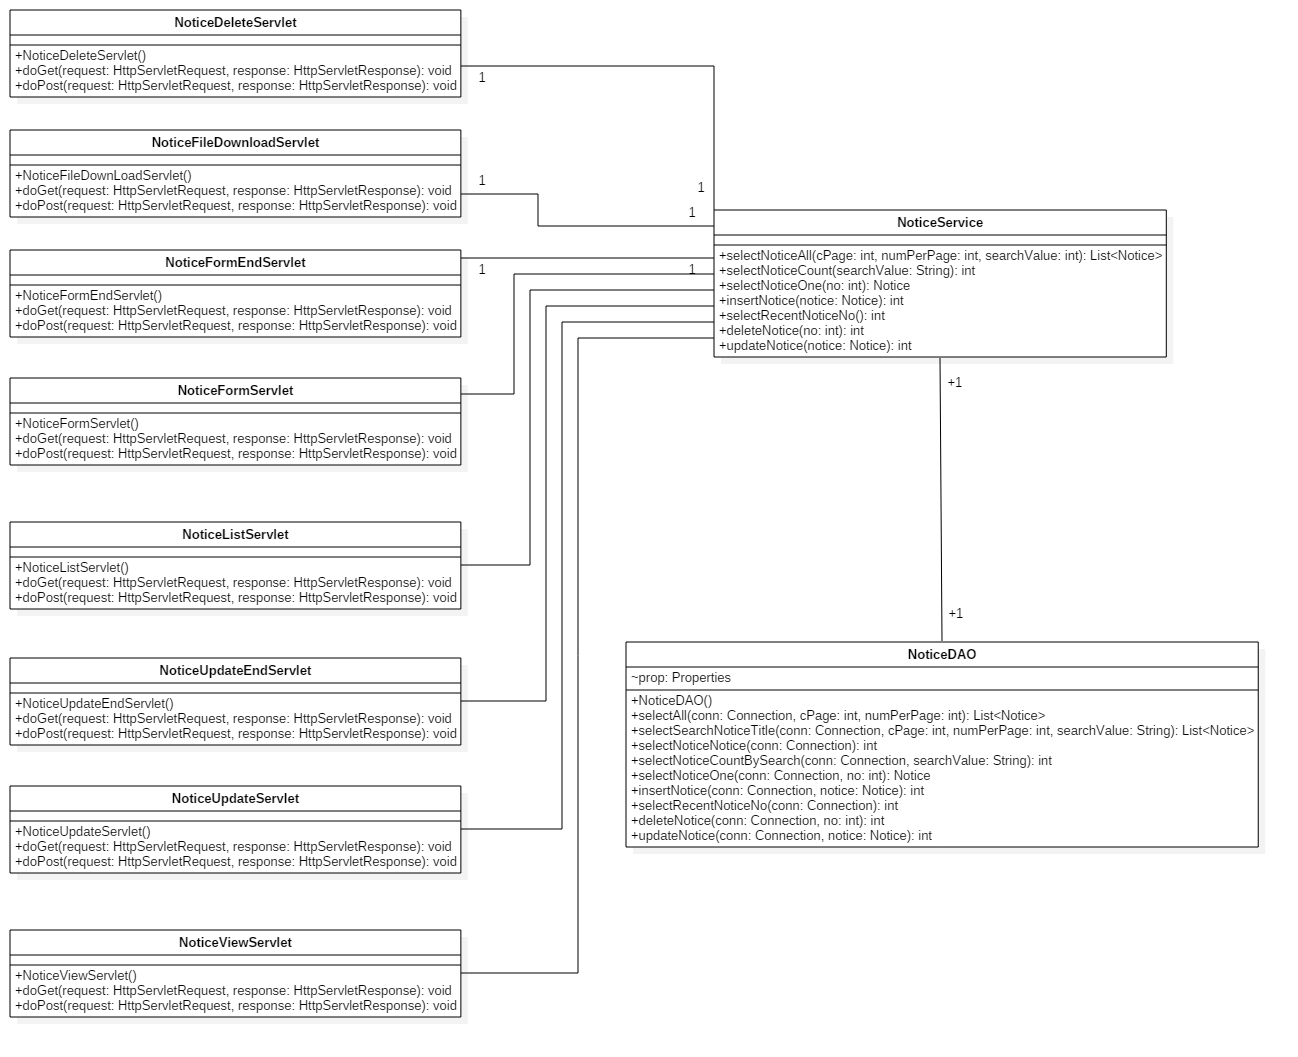 NoticeDeleteServlet
+NoticeDeleteServlet()
+doGet(request: HttpServletRequest, response: HttpServletResponse): void
+doPost(request: HttpServletRequest, response: HttpServletResponse): void
1
NoticeFileDownloadServlet
+NoticeFileDownLoadServlet()
+doGet(request: HttpServletRequest, response: HttpServletResponse): void
+doPost(request: HttpServletRequest, response: HttpServletResponse): void
1
1
1
NoticeFormEndServlet
+NoticeFormEndServlet()
+doGet(request: HttpServletRequest, response: HttpServletResponse): void
+doPost(request: HttpServletRequest, response: HttpServletResponse): void
1
1
NoticeService
+selectNoticeAll(cPage: int, numPerPage: int, searchValue: int): List<Notice>
+selectNoticeCount(searchValue: String): int
+selectNoticeOne(no: int): Notice
+insertNotice(notice: Notice): int
+selectRecentNoticeNo(): int
+deleteNotice(no: int): int
+updateNotice(notice: Notice): int
+1
NoticeFormServlet
+NoticeFormServlet()
+doGet(request: HttpServletRequest, response: HttpServletResponse): void
+doPost(request: HttpServletRequest, response: HttpServletResponse): void
NoticeListServlet
+NoticeListServlet()
+doGet(request: HttpServletRequest, response: HttpServletResponse): void
+doPost(request: HttpServletRequest, response: HttpServletResponse): void
+1
NoticeUpdateEndServlet
+NoticeUpdateEndServlet()
+doGet(request: HttpServletRequest, response: HttpServletResponse): void
+doPost(request: HttpServletRequest, response: HttpServletResponse): void
NoticeDAO
~prop: Properties
+NoticeDAO()
+selectAll(conn: Connection, cPage: int, numPerPage: int): List<Notice>
+selectSearchNoticeTitle(conn: Connection, cPage: int, numPerPage: int, searchValue: String): List<Notice>
+selectNoticeNotice(conn: Connection): int
+selectNoticeCountBySearch(conn: Connection, searchValue: String): int
+selectNoticeOne(conn: Connection, no: int): Notice
+insertNotice(conn: Connection, notice: Notice): int
+selectRecentNoticeNo(conn: Connection): int
+deleteNotice(conn: Connection, no: int): int
+updateNotice(conn: Connection, notice: Notice): int
NoticeUpdateServlet
+NoticeUpdateServlet()
+doGet(request: HttpServletRequest, response: HttpServletResponse): void
+doPost(request: HttpServletRequest, response: HttpServletResponse): void
NoticeViewServlet
+NoticeViewServlet()
+doGet(request: HttpServletRequest, response: HttpServletResponse): void
+doPost(request: HttpServletRequest, response: HttpServletResponse): void